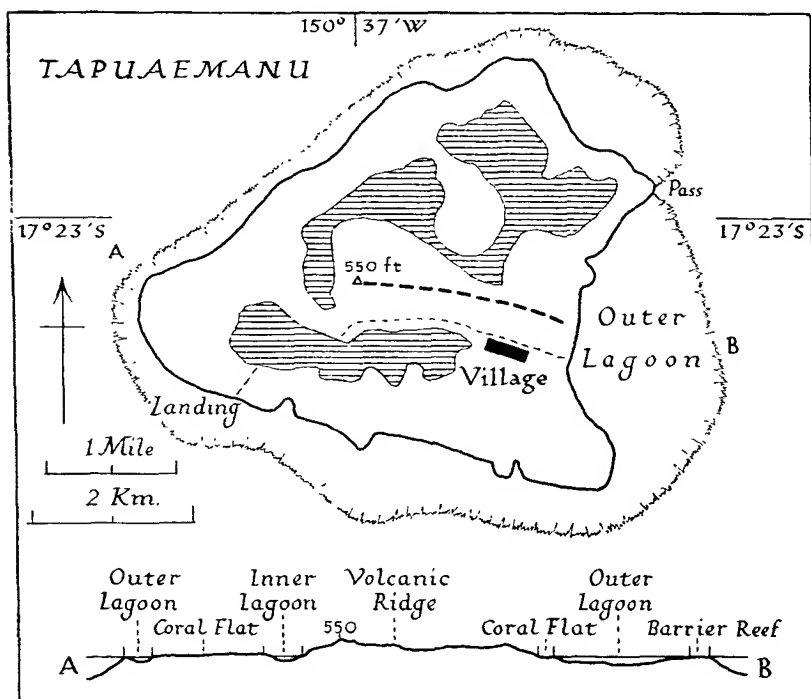 150° 37'W
TAPUAEMANU
Pass
17°23'S
17°23'S
A
550 ft
Outer
Lagoon
B
Village
Landing
1 Mile
2 Km.
Outer
Lagoon
Inner
Lagoon
Volcanic
Ridge
Outer
Lagoon
Coral Flat
550
Coral Flat
Barrier Reef
A
B